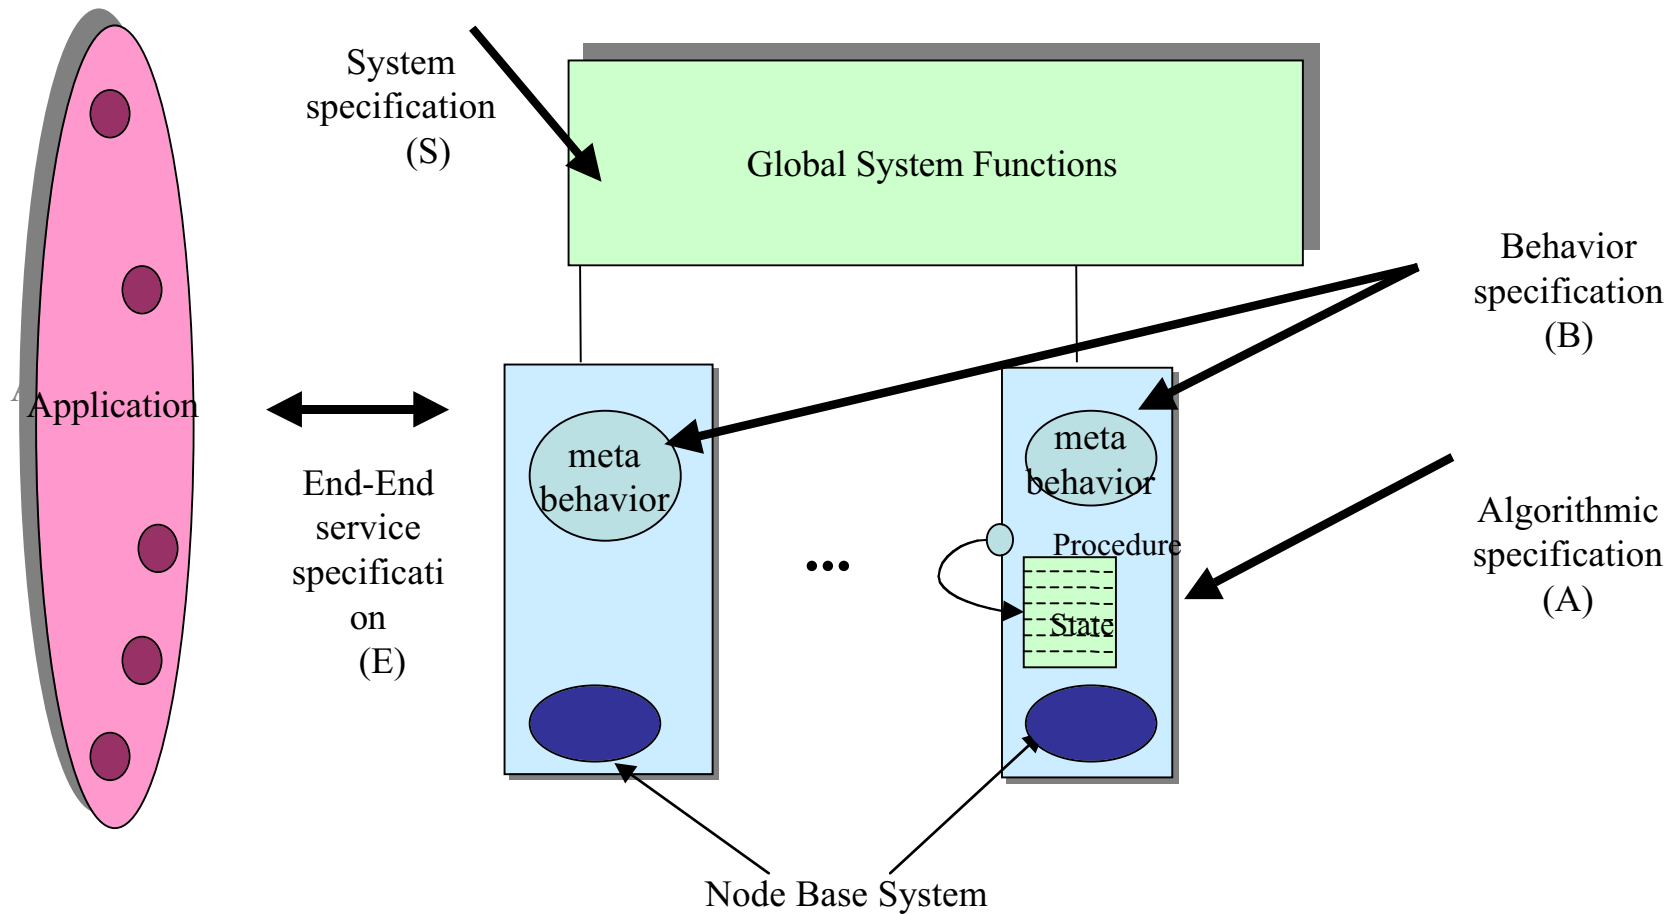 System
specification
(S)
Global System Functions
Behavior
specification
(B)
Application
End-End
service
specificati
on
(E)
meta
behavior
...
meta
behavior
Procedure
State
Algorithmic
specification
(A)
Node Base System